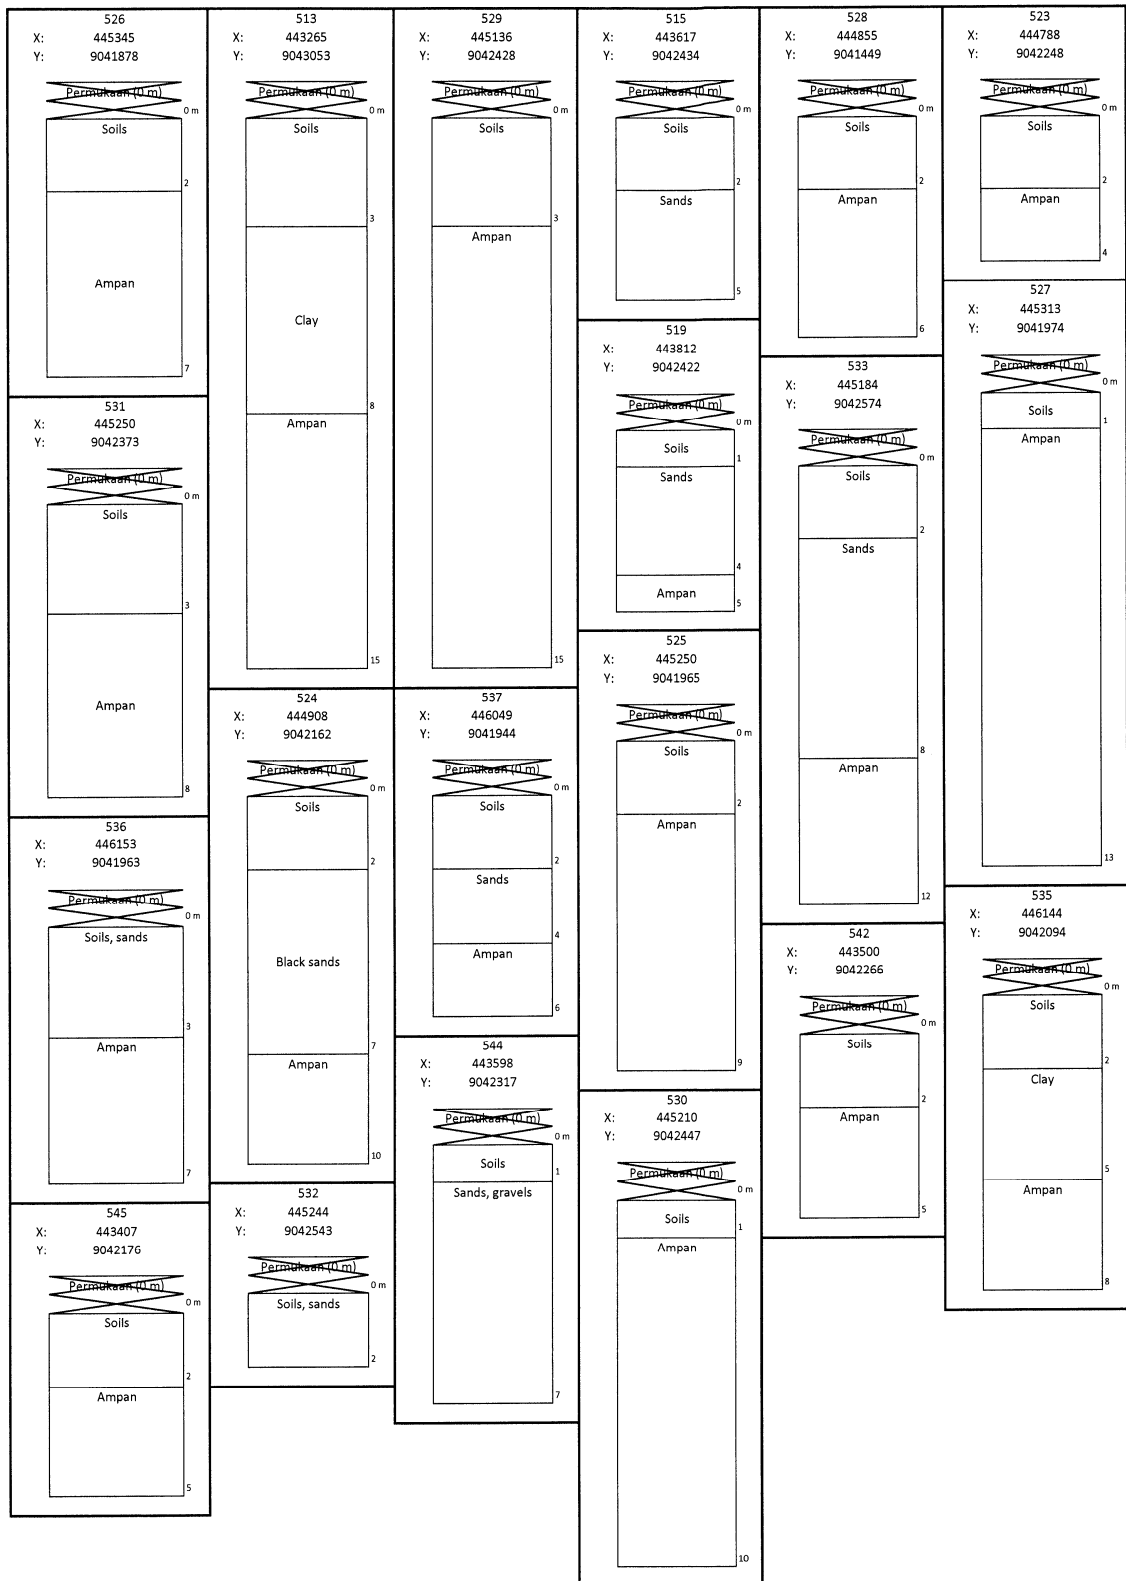 526
X: 445345
Y: 9041878
Permukaan (0 m)
0 m
Soils
2
Ampan
7
531
X: 445250
Y: 9042373
Permukaan (0 m)
0 m
Soils
3
Ampan
8
536
X: 446153
Y: 9041963
Permukaan (0 m)
0 m
Soils, sands
3
Ampan
7
545
X: 443407
Y: 9042176
Permukaan (0 m)
0 m
Soils
2
Ampan
5
513
X: 443265
Y: 9043053
Permukaan (0 m)
0 m
Soils
3
Clay
8
Ampan
15
524
X: 444908
Y: 9042162
Permukaan (0 m)
0 m
Soils
2
Black sands
7
Ampan
10
532
X: 445244
Y: 9042543
Permukaan (0 m)
0 m
Soils, sands
2
529
X: 445136
Y: 9042428
Permukaan (0 m)
0 m
Soils
3
Ampan
15
537
X: 446049
Y: 9041944
Permukaan (0 m)
0 m
Soils
2
Sands
4
Ampan
6
544
X: 443598
Y: 9042317
Permukaan (0 m)
0 m
Soils
1
Sands, gravels
7
515
X: 443617
Y: 9042434
Permukaan (0 m)
0 m
Soils
2
Sands
5
519
X: 443812
Y: 9042422
Permukaan (0 m)
0 m
Soils
1
Sands
4
Ampan
5
525
X: 445250
Y: 9041965
Permukaan (0 m)
0 m
Soils
2
Ampan
9
530
X: 445210
Y: 9042447
Permukaan (0 m)
0 m
Soils
1
Ampan
10
528
X: 444855
Y: 9041449
Permukaan (0 m)
0 m
Soils
2
Ampan
6
533
X: 445184
Y: 9042574
Permukaan (0 m)
0 m
Soils
2
Sands
8
Ampan
12
542
X: 443500
Y: 9042266
Permukaan (0 m)
0 m
Soils
2
Ampan
5
523
X: 444788
Y: 9042248
Permukaan (0 m)
0 m
Soils
2
Ampan
4
527
X: 445313
Y: 9041974
Permukaan (0 m)
0 m
Soils
1
Ampan
13
535
X: 446144
Y: 9042094
Permukaan (0 m)
0 m
Soils
2
Clay
5
Ampan
8